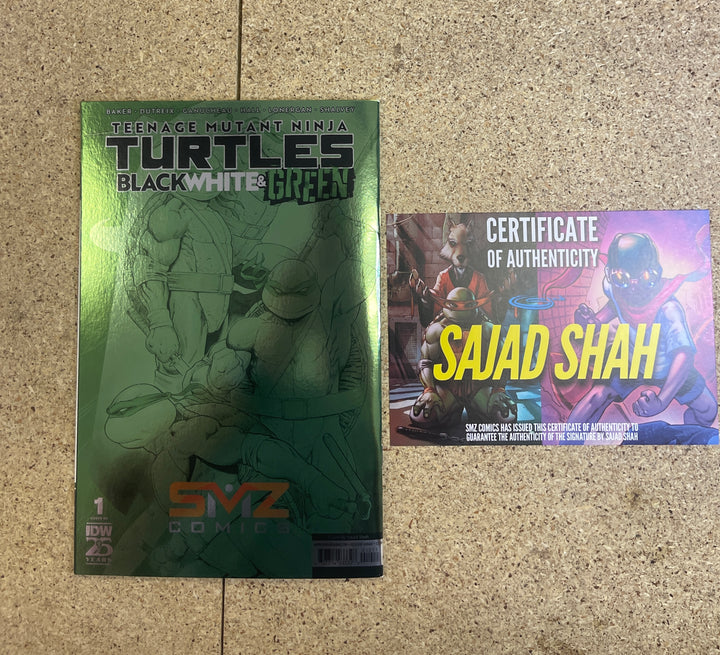 BAKER · DUTREIX · GANUCHEAU · HALL · LONERGAN · SHALVEY
TEENAGE MUTANT NINJA
TURTLES
BLACK WHITE & GREEN
SMZ
COMICS
1
IDW
25
YEARS
CERTIFICATE
OF AUTHENTICITY
SAJAD SHAH
SMZ COMICS HAS ISSUED THIS CERTIFICATE OF AUTHENTICITY TO
GUARANTEE THE AUTHENTICITY OF THE SIGNATURE BY SAJAD SHAH